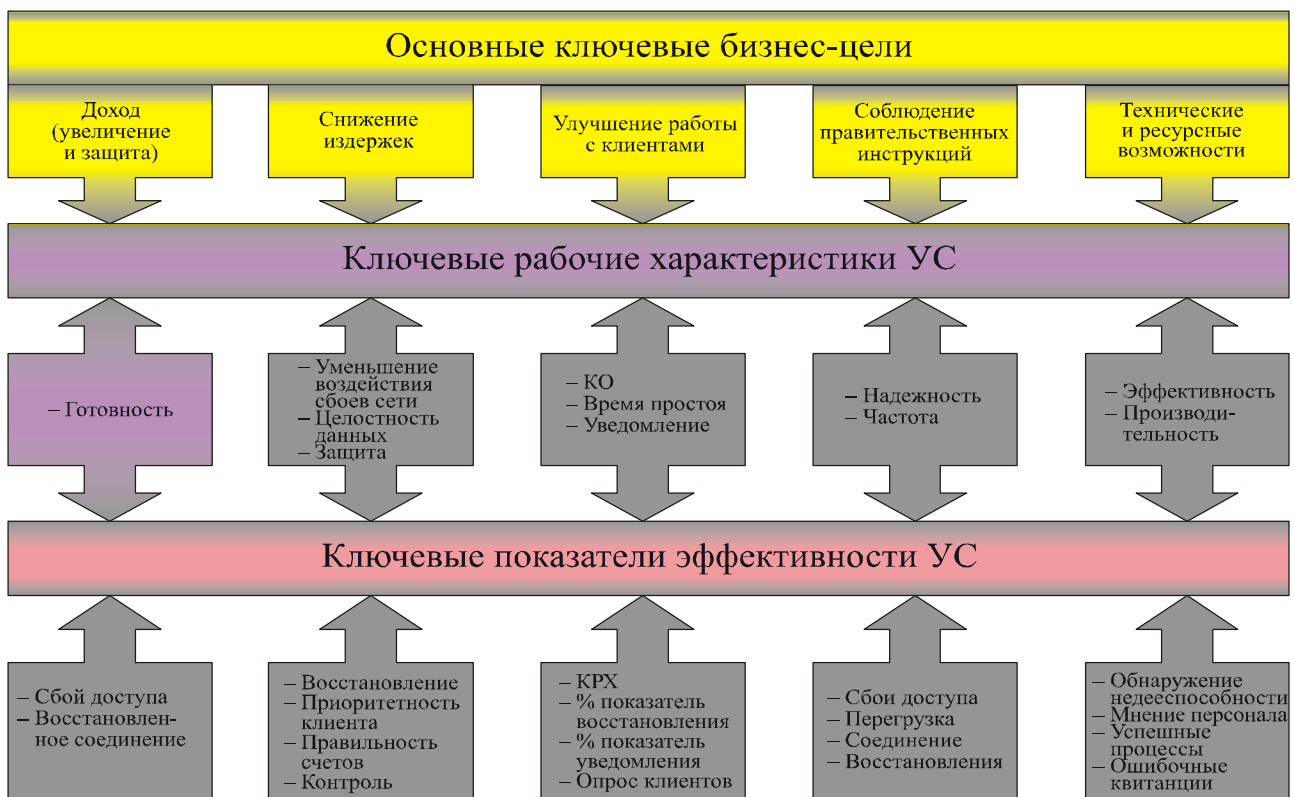 Основные ключевые бизнес-цели
Доход
(увеличение
и защита)
Снижение
издержек
Улучшение работы
с клиентами
Соблюдение
правительственных
инструкций
Технические
и ресурсные
возможности
Ключевые рабочие характеристики УС
– Готовность
– Уменьшение
воздействия
сбоев сети
– Целостность
данных
– Защита
– КО
– Время простоя
– Уведомление
– Надежность
– Частота
– Эффективность
– Производи-
тельность
Ключевые показатели эффективности УС
– Сбой доступа
– Восстановлен-
ное соединение
– Восстановление
– Приоритетность
клиента
– Правильность
счетов
– Контроль
– КРХ
– % показатель
восстановления
– % показатель
уведомления
– Опрос клиентов
– Сбои доступа
– Перегрузка
– Соединение
– Восстановления
– Обнаружение
недееспособности
– Мнение персонала
– Успешные
процессы
– Ошибочные
квитанции